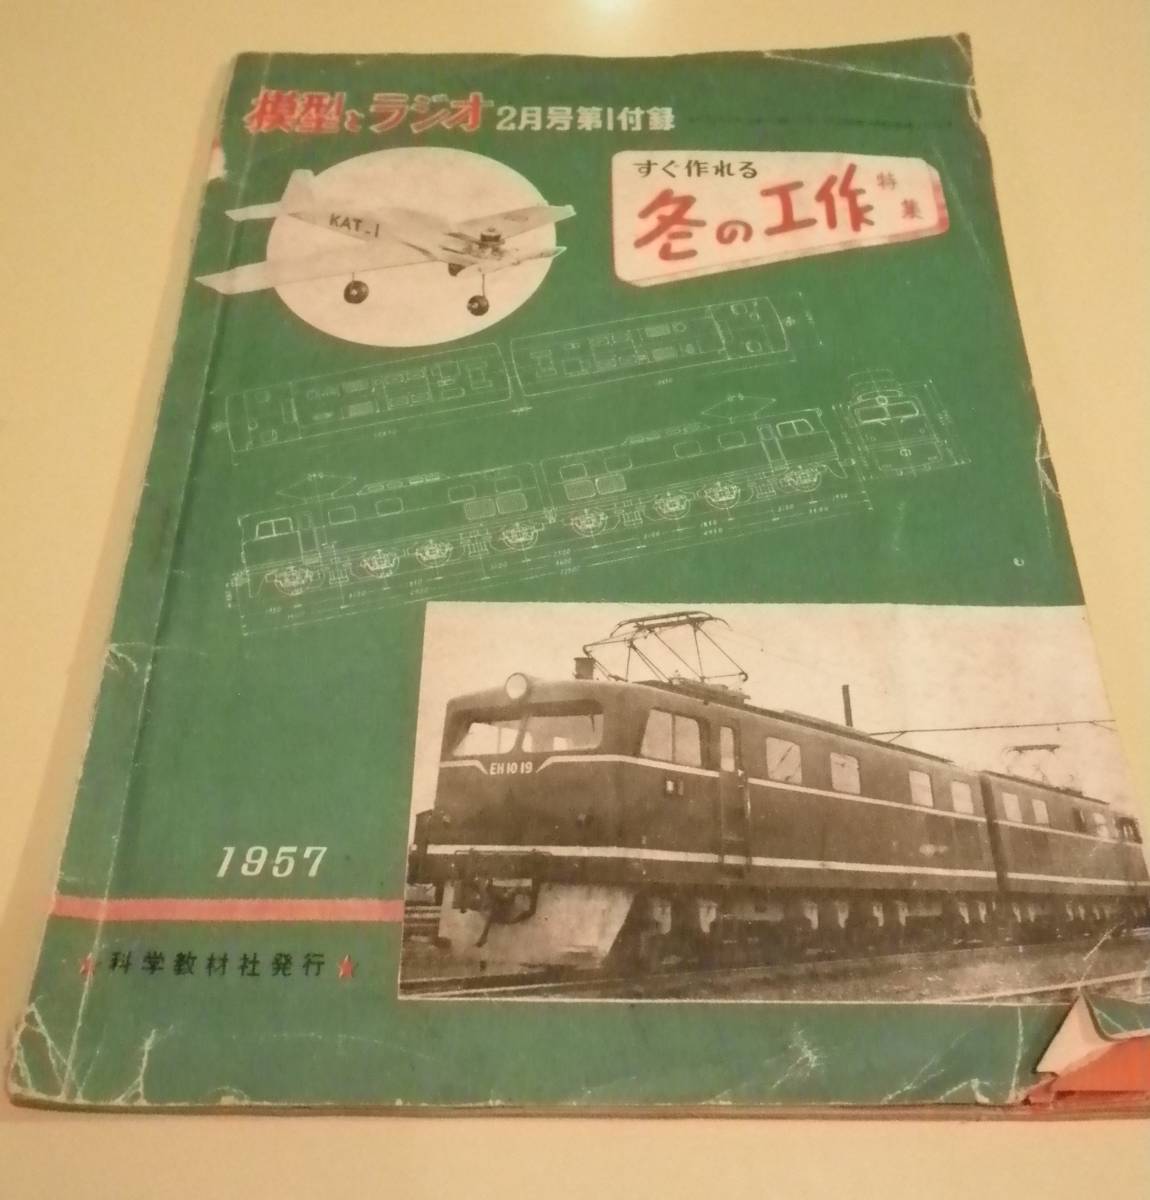 模型とラジオ 2月号第1付録
すぐ作れる
冬の工作 特集
KAT-1
EH10 19
1957
★科学教材社発行★